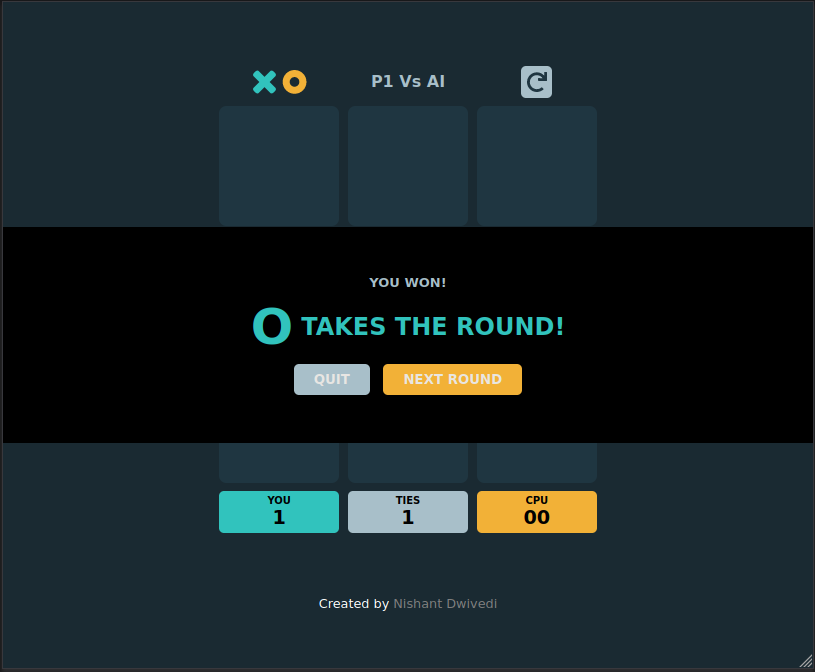 P1 Vs AI
YOU WON!
O TAKES THE ROUND!
QUIT NEXT ROUND
YOU TIES CPU
1 1 00
Created by Nishant Dwivedi